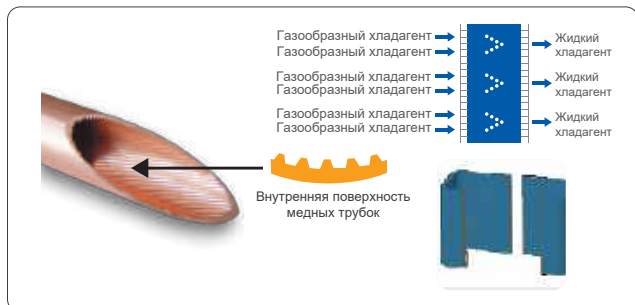 Газообразный хладагент
Газообразный хладагент
Жидкий
хладагент
Газообразный хладагент
Газообразный хладагент
Жидкий
хладагент
Газообразный хладагент
Газообразный хладагент
Жидкий
хладагент
Внутренняя поверхность
медных трубок